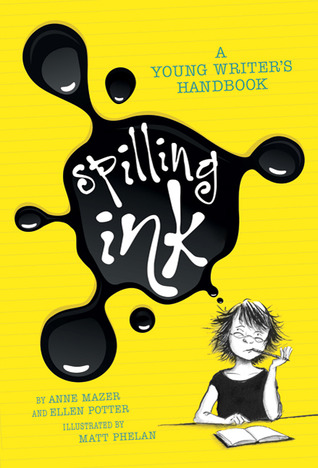 A
YOUNG WRITER'S
HANDBOOK
spilling
ink
BY ANNE MAZER
AND ELLEN POTTER
ILLUSTRATED BY
MATT PHELAN